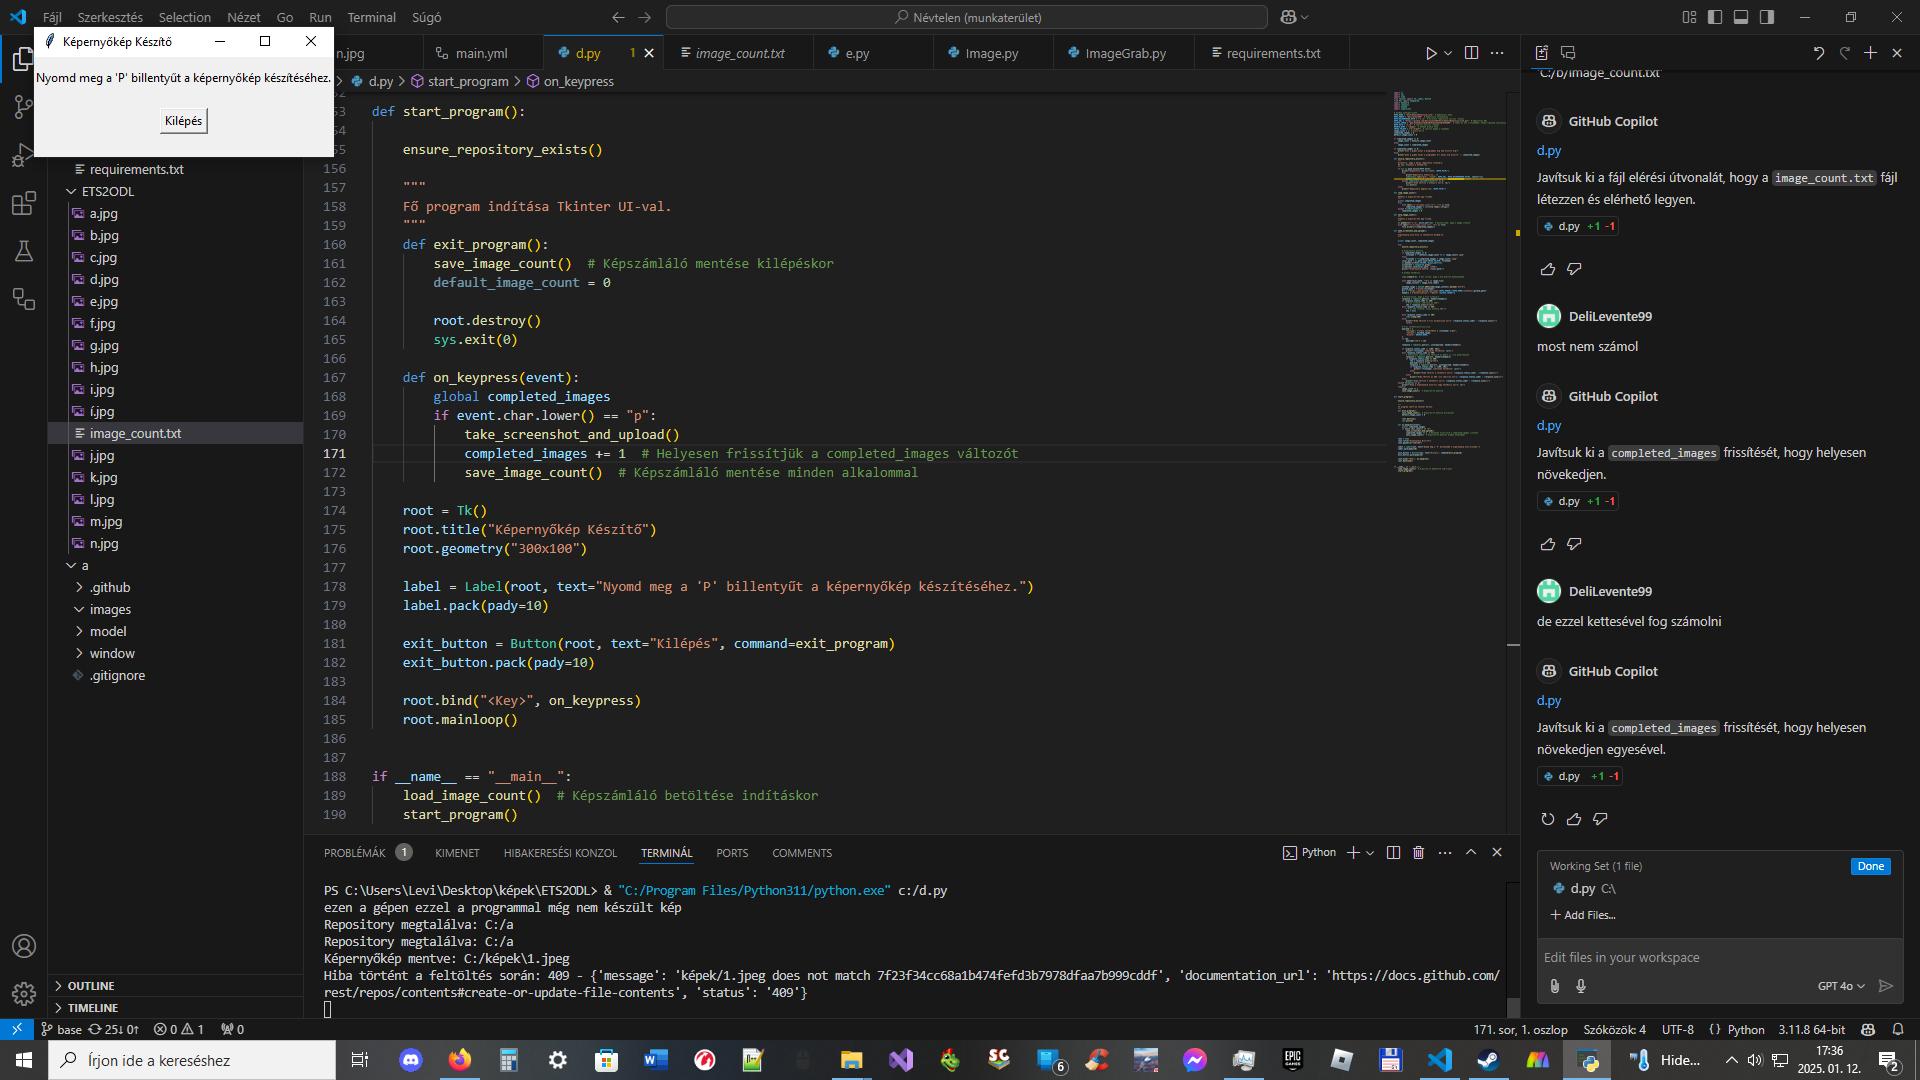 Fájl Szerkesztés Selection Nézet Go Run Terminal Súgó
Névtelen (munkaterület)
Képernyőkép Készítő
Nyomd meg a 'P' billentyűt a képernyőkép készítéséhez.
Kilépés
n.jpg main.yml d.py 1 image_count.txt e.py Image.py ImageGrab.py requirements.txt
d.py > start_program > on_keypress
requirements.txt
ETS2ODL
a.jpg
b.jpg
c.jpg
d.jpg
e.jpg
f.jpg
g.jpg
h.jpg
i.jpg
í.jpg
image_count.txt
j.jpg
k.jpg
l.jpg
m.jpg
n.jpg
a
.github
images
model
window
.gitignore
OUTLINE
TIMELINE
53 def start_program():
54
55 ensure_repository_exists()
156
157 """
158 Fő program indítása Tkinter UI-val.
159 """
160 def exit_program():
161 save_image_count() # Képszámláló mentése kilépéskor
162 default_image_count = 0
163
164 root.destroy()
165 sys.exit(0)
166
167 def on_keypress(event):
168 global completed_images
169 if event.char.lower() == "p":
170 take_screenshot_and_upload()
171 completed_images += 1 # Helyesen frissítjük a completed_images változót
172 save_image_count() # Képszámláló mentése minden alkalommal
173
174 root = Tk()
175 root.title("Képernyőkép Készítő")
176 root.geometry("300x100")
177
178 label = Label(root, text="Nyomd meg a 'P' billentyűt a képernyőkép készítéséhez.")
179 label.pack(pady=10)
180
181 exit_button = Button(root, text="Kilépés", command=exit_program)
182 exit_button.pack(pady=10)
183
184 root.bind("<Key>", on_keypress)
185 root.mainloop()
186
187
188 if __name__ == "__main__":
189 load_image_count() # Képszámláló betöltése indításkor
190 start_program()
PROBLÉMÁK 1 KIMENET HIBAKERESÉSI KONZOL TERMINÁL PORTS COMMENTS
Python
PS C:\Users\Levi\Desktop\képek\ETS2ODL> & "C:/Program Files/Python311/python.exe" c:/d.py
ezen a gépen ezzel a programmal még nem készült kép
Repository megtalálva: C:/a
Repository megtalálva: C:/a
Képernyőkép mentve: C:/képek\1.jpeg
Hiba történt a feltöltés során: 409 - {'message': 'képek/1.jpeg does not match 7f23f34cc68a1b474fefd3b7978dfaa7b999cddf', 'documentation_url': 'https://docs.github.com/
rest/repos/contents#create-or-update-file-contents', 'status': '409'}
'C:/b/image_count.txt'
GitHub Copilot
d.py
Javítsuk ki a fájl elérési útvonalát, hogy a image_count.txt fájl
létezzen és elérhető legyen.
d.py +1 -1
DeliLevente99
most nem számol
GitHub Copilot
d.py
Javítsuk ki a completed_images frissítését, hogy helyesen
növekedjen.
d.py +1 -1
DeliLevente99
de ezzel kettesével fog számolni
GitHub Copilot
d.py
Javítsuk ki a completed_images frissítését, hogy helyesen
növekedjen egyesével.
d.py +1 -1
Working Set (1 file) Done
d.py C:\
+ Add Files...
Edit files in your workspace
GPT 4o
base 25↓ 0↑ 0 1 0
171. sor, 1. oszlop Szóközök: 4 UTF-8 {} Python 3.11.8 64-bit
Írjon ide a kereséshez
SC
6
EPIC
GAMES
Hide...
17:36
2025. 01. 12.
2